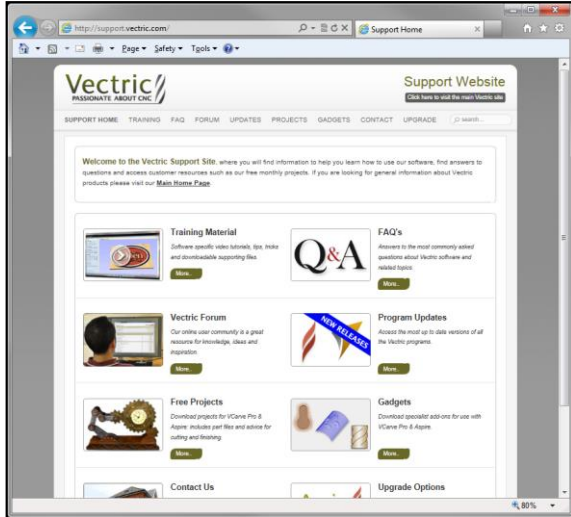 http://support.vectric.com/
Support Home
Page Safety Tools
Vectric
PASSIONATE ABOUT CNC
Support Website
Click here to visit the main Vectric site
SUPPORT HOME TRAINING FAQ FORUM UPDATES PROJECTS GADGETS CONTACT UPGRADE search...
Welcome to the Vectric Support Site, where you will find information to help you learn how to use our software, find answers to
questions and access customer resources such as our free monthly projects. If you are looking for general information about Vectric
products please visit our Main Home Page.
Training Material
Software specific video tutorials, tips, tricks
and downloadable supporting files.
More..
Q&A
FAQ's
Answers to the most commonly asked
questions about Vectric software and
related topics.
More..
Vectric Forum
Our online user community is a great
resource for knowledge, ideas and
inspiration.
More..
NEW RELEASES
Program Updates
Access the most up to date versions of all
the Vectric programs.
More..
Free Projects
Download projects for VCarve Pro &
Aspire: includes part files and advice for
cutting and finishing.
More..
Gadgets
Download specialist add-ons for use with
VCarve Pro & Aspire.
More..
Contact Us
Upgrade Options
80%